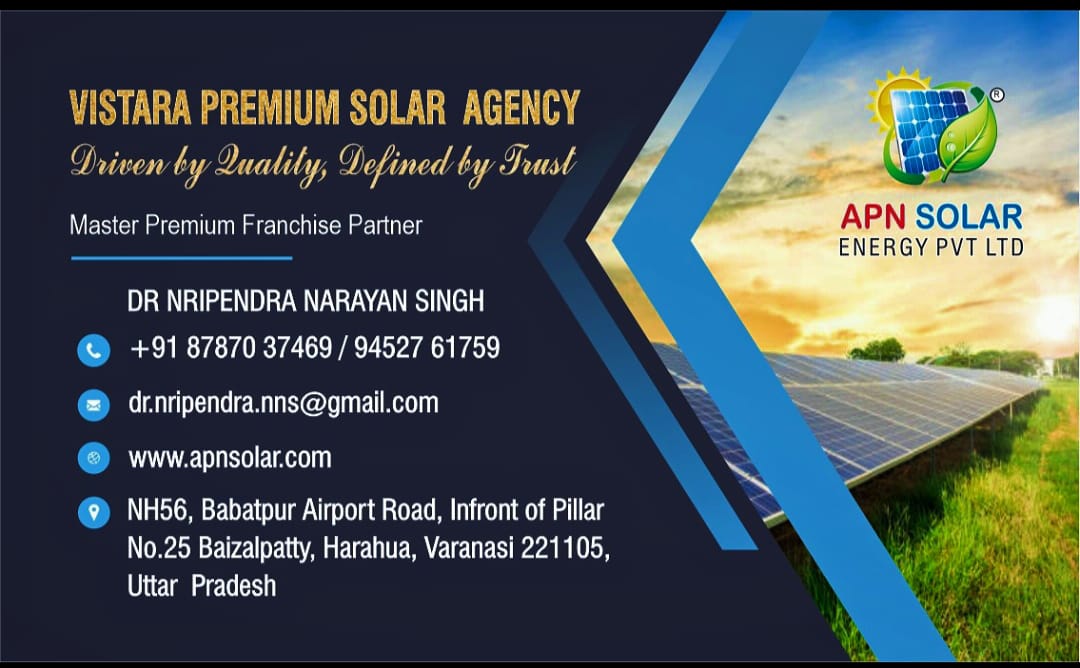 VISTARA PREMIUM SOLAR AGENCY
Driven by Quality, Defined by Trust
Master Premium Franchise Partner
DR NRIPENDRA NARAYAN SINGH
+91 87870 37469 / 94527 61759
dr.nripendra.nns@gmail.com
www.apnsolar.com
NH56, Babatpur Airport Road, Infront of Pillar
No.25 Baizalpatty, Harahua, Varanasi 221105,
Uttar Pradesh
®
APN SOLAR
ENERGY PVT LTD